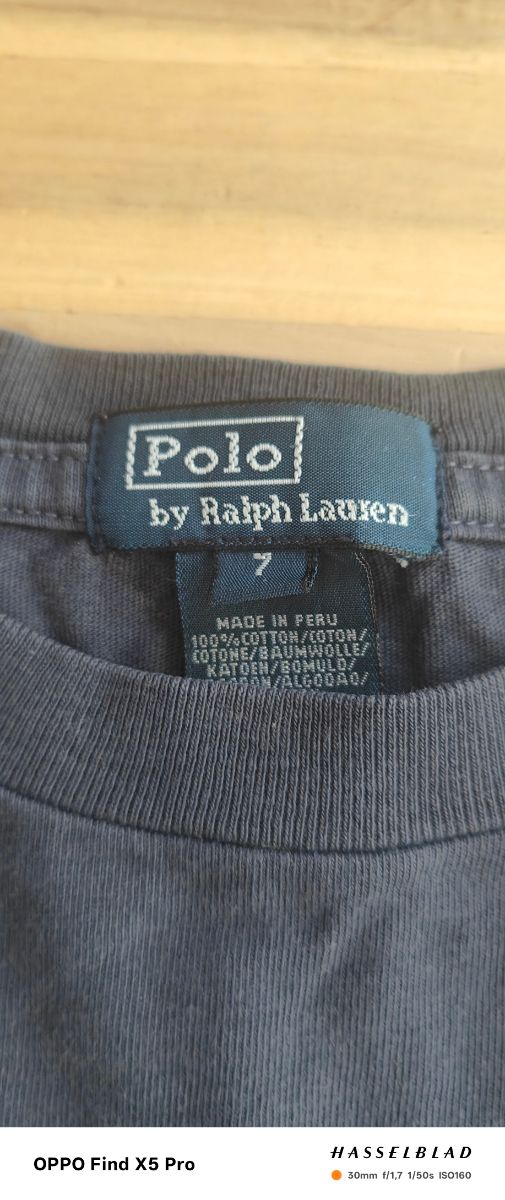 Polo
by Ralph Lauren
7
MADE IN PERU
100%COTTON/COTON/
COTONE/BAUMWOLLE/
KATOEN/BOMULD/
/ALGODAO/
OPPO Find X5 Pro
HASSELBLAD
30mm f/1,7 1/50s ISO160